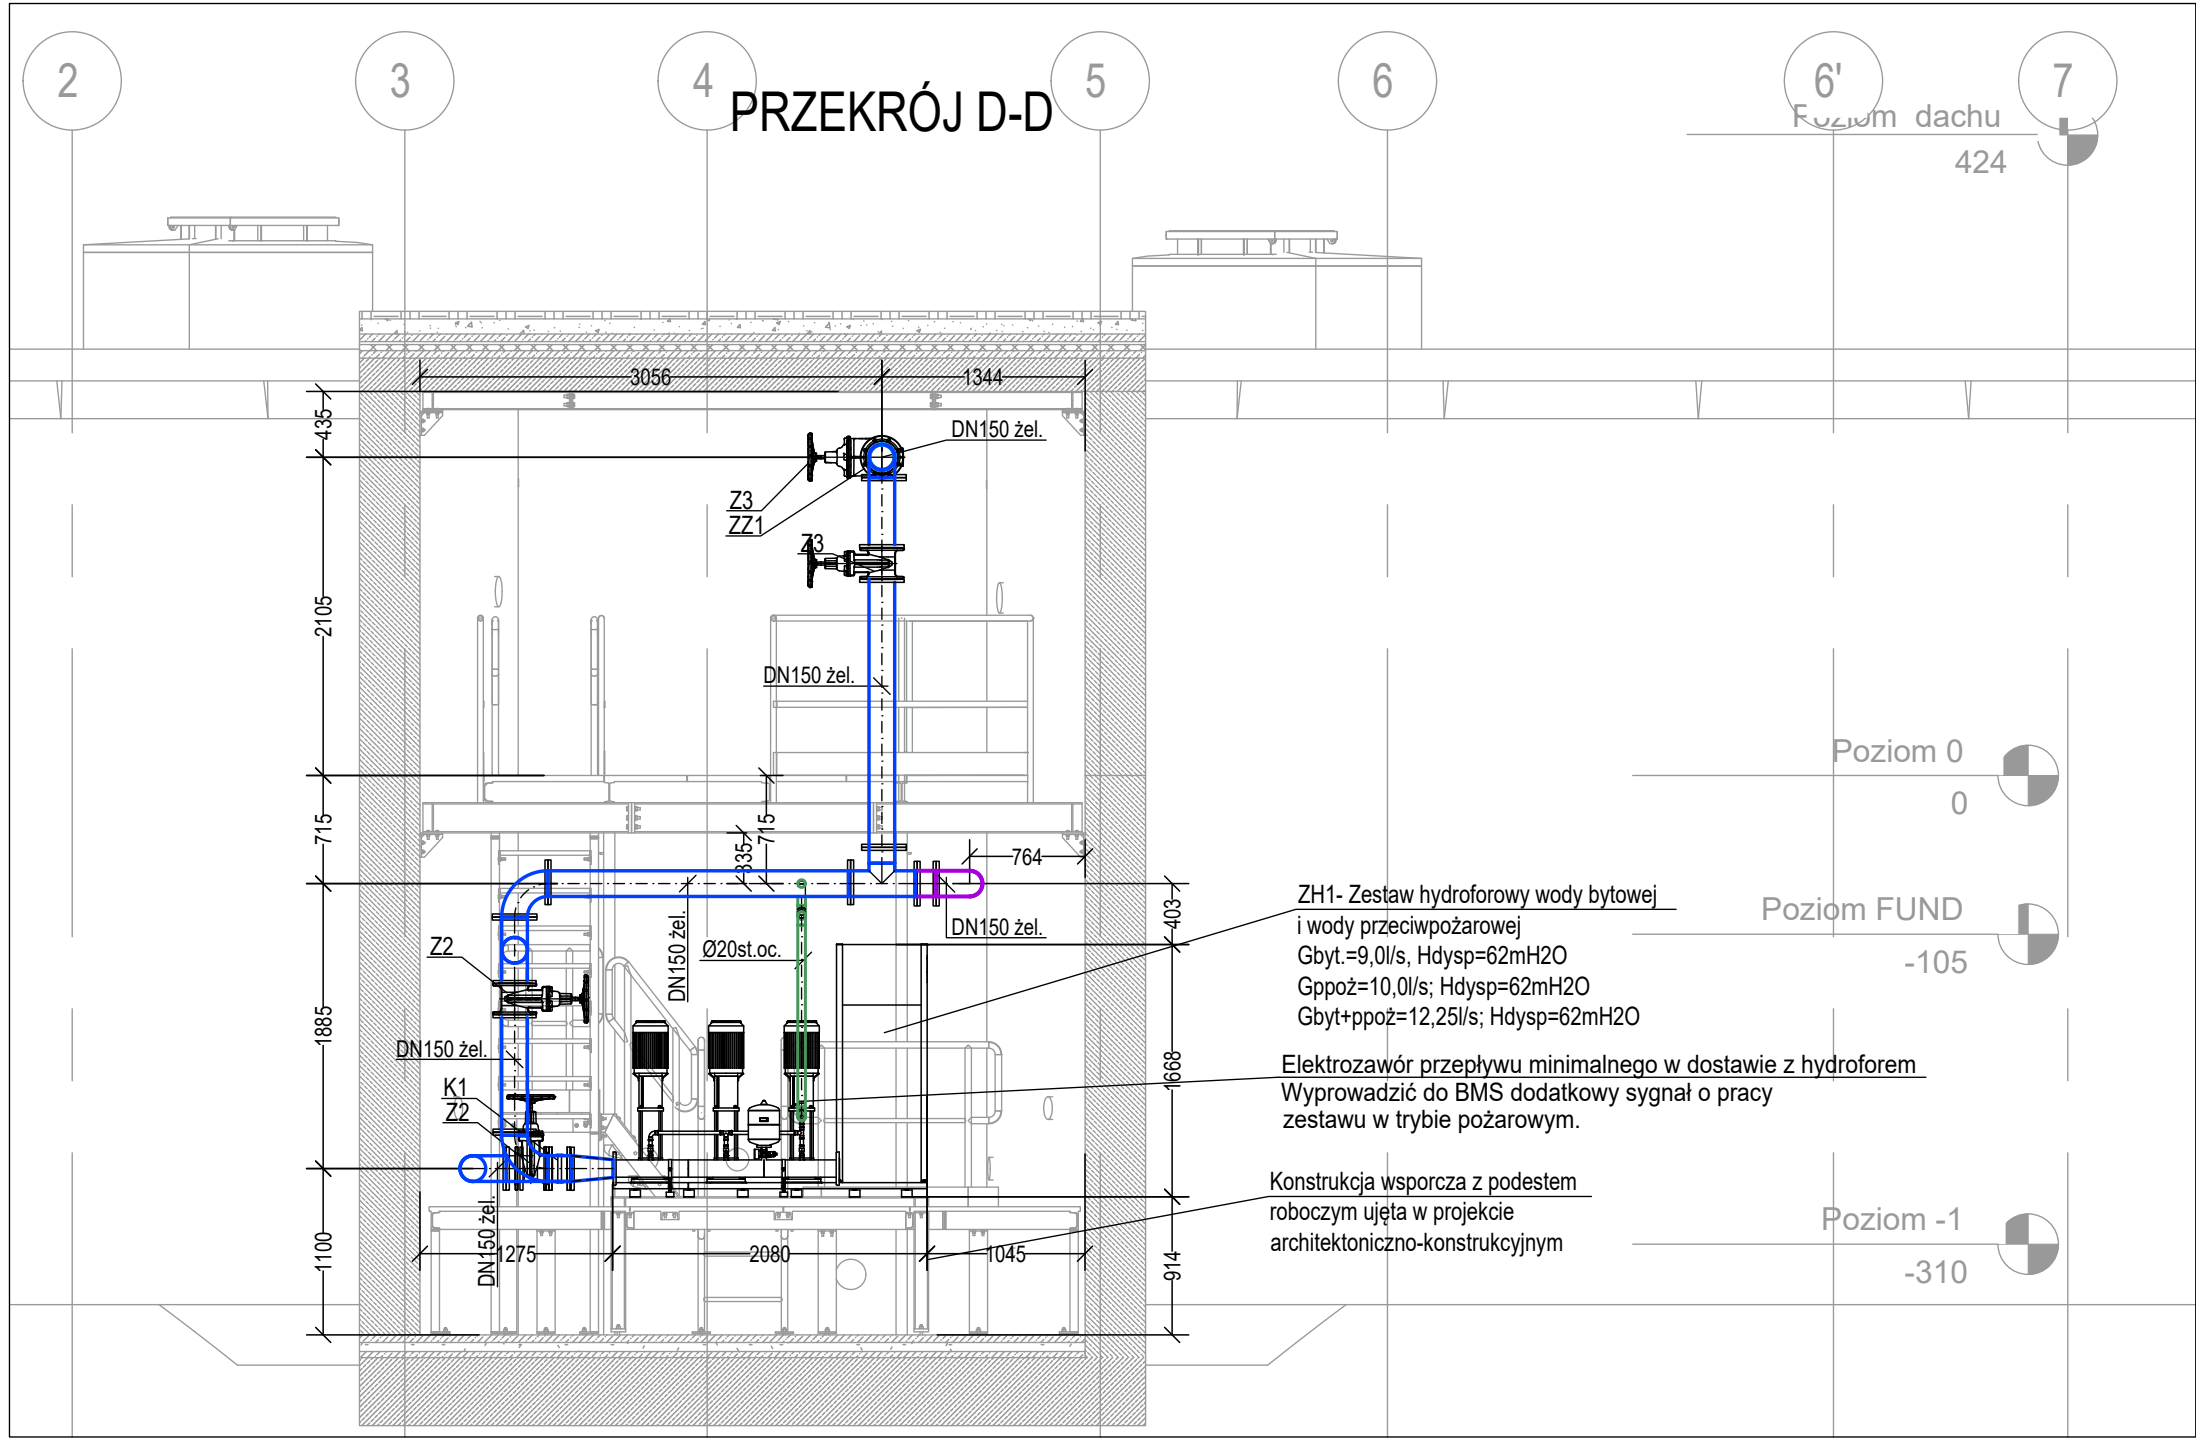 2
3
4
5
6
6'
7
PRZEKRÓJ D-D
Poziom dachu
424
3056
1344
435
DN150 żel.
Z3
ZZ1
Z3
2105
DN150 żel.
Poziom 0
0
715
715
335
764
ZH1- Zestaw hydroforowy wody bytowej
i wody przeciwpożarowej
Gbyt.=9,0l/s, Hdysp=62mH2O
Gppoż=10,0l/s; Hdysp=62mH2O
Gbyt+ppoż=12,25l/s; Hdysp=62mH2O
403
Poziom FUND
-105
DN150 żel.
DN150 żel.
Ø20st.oc.
Z2
1885
DN150 żel.
K1
Z2
1668
Elektrozawór przepływu minimalnego w dostawie z hydroforem
Wyprowadzić do BMS dodatkowy sygnał o pracy
zestawu w trybie pożarowym.
Konstrukcja wsporcza z podestem
roboczym ujęta w projekcie
architektoniczno-konstrukcyjnym
Poziom -1
-310
1100
DN150 żel.
1275
2080
1045
914